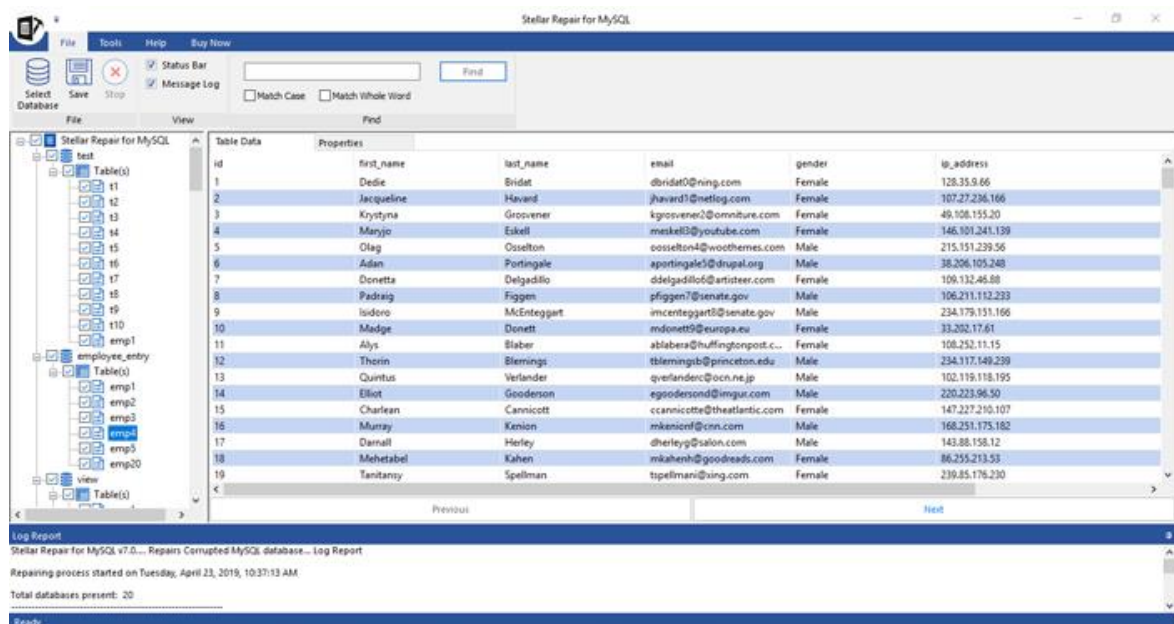 Stellar Repair for MySQL
File Tools Help Buy Now
Select Database
Save
Stop
Status Bar
Message Log
Find
Match Case Match Whole Word
File View Find
Stellar Repair for MySQL
test
Table(s)
t1
t2
t3
t4
t5
t6
t7
t8
t9
t10
emp1
employee_entry
Table(s)
emp1
emp2
emp3
emp4
emp5
emp20
view
Table(s)
Table Data Properties
id first_name last_name email gender ip_address
1 Dedie Bridat dbridat0@ning.com Female 128.35.9.66
2 Jacqueline Havard jhavard1@netlog.com Female 107.27.236.166
3 Krystyna Grosvener kgrosvener2@omniture.com Female 49.108.155.20
4 Maryjo Eskell meskell3@youtube.com Female 146.101.241.139
5 Olag Osselton oosselton4@woothemes.com Male 215.151.239.56
6 Adan Portingale aportingale5@drupal.org Male 38.206.105.248
7 Donetta Delgadillo ddelgadillo6@artisteer.com Female 109.132.46.88
8 Padraig Figgen pfiggen7@senate.gov Male 106.211.112.233
9 Isidoro McEnteggart imcenteggart8@senate.gov Male 234.179.151.166
10 Madge Donett mdonett9@europa.eu Female 33.202.17.61
11 Alys Blaber ablabera@huffingtonpost.c... Female 108.252.11.15
12 Thorin Blemings tblemingsb@princeton.edu Male 234.117.149.239
13 Quintus Verlander qverlanderc@ocn.ne.jp Male 102.119.118.195
14 Elliot Gooderson egoodersond@imgur.com Male 220.223.96.50
15 Charlean Cannicott ccannicotte@theatlantic.com Female 147.227.210.107
16 Murray Kenion mkenionf@cnn.com Male 168.251.175.182
17 Darnall Herley dherleyg@salon.com Male 143.88.158.12
18 Mehetabel Kahen mkahenh@goodreads.com Female 86.255.213.53
19 Tanitansy Spellman tspellmani@xing.com Female 239.85.176.230
Previous Next
Log Report
Stellar Repair for MySQL v7.0.... Repairs Corrupted MySQL database... Log Report
Repairing process started on Tuesday, April 23, 2019, 10:37:13 AM
Total databases present: 20
Ready